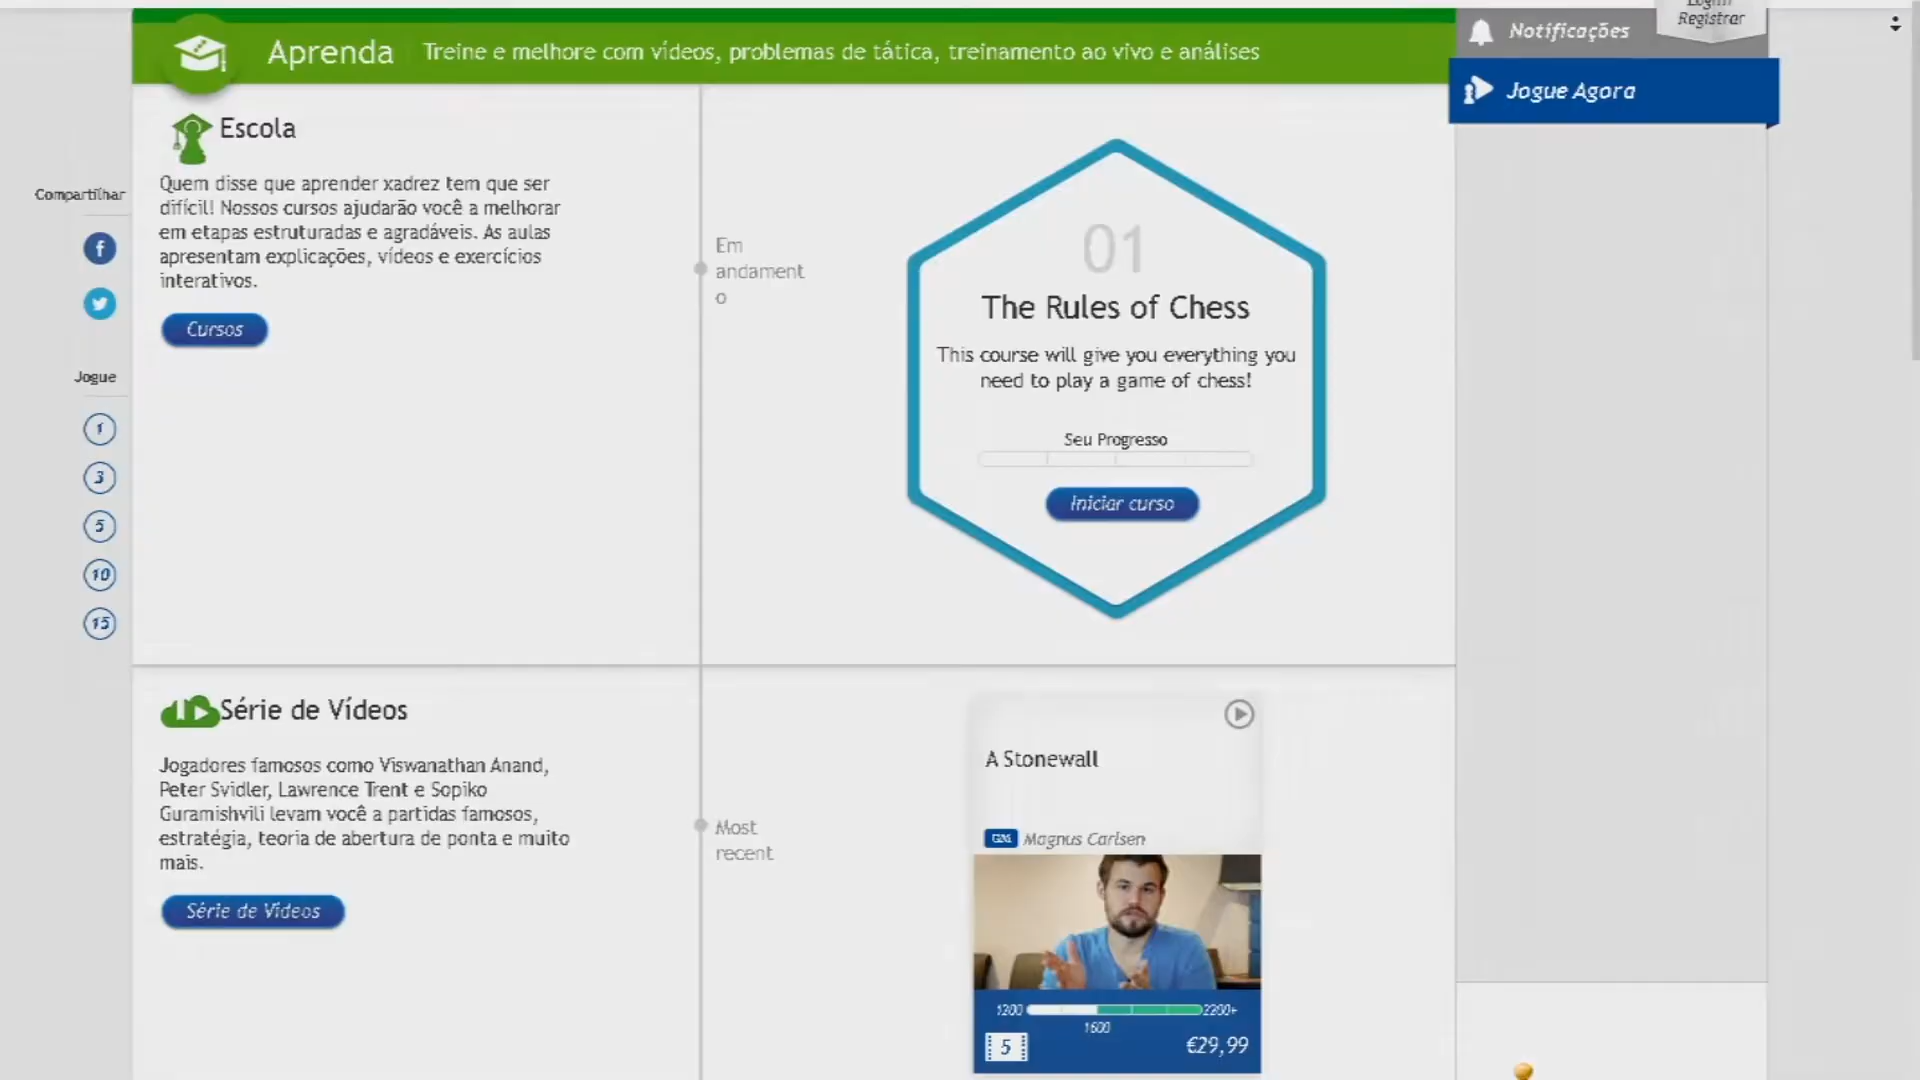 Aprenda
Treine e melhore com vídeos, problemas de tática, treinamento ao vivo e análises
Login
Registrar
Notificações
Jogue Agora
Escola
Quem disse que aprender xadrez tem que ser
difícil! Nossos cursos ajudarão você a melhorar
em etapas estruturadas e agradáveis. As aulas
apresentam explicações, vídeos e exercícios
interativos.
Cursos
Compartilhar
Jogue
1
3
5
10
15
Em
andament
o
01
The Rules of Chess
This course will give you everything you
need to play a game of chess!
Seu Progresso
Iniciar curso
Série de Vídeos
Jogadores famosos como Viswanathan Anand,
Peter Svidler, Lawrence Trent e Sopiko
Guramishvili levam você a partidas famosos,
estratégia, teoria de abertura de ponta e muito
mais.
Série de Vídeos
Most
recent
A Stonewall
GM Magnus Carlsen
1200 2200+
1600
5
€29,99